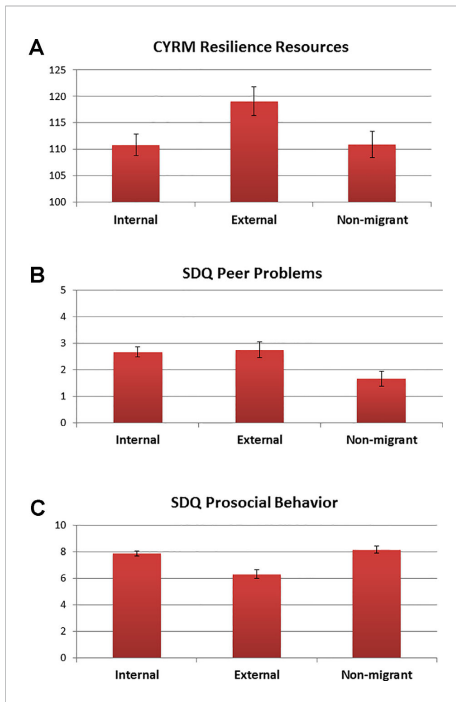 A
CYRM Resilience Resources
125
120
115
110
105
100
Internal External Non-migrant
B
SDQ Peer Problems
5
4
3
2
1
0
Internal External Non-migrant
C
SDQ Prosocial Behavior
10
8
6
4
2
0
Internal External Non-migrant